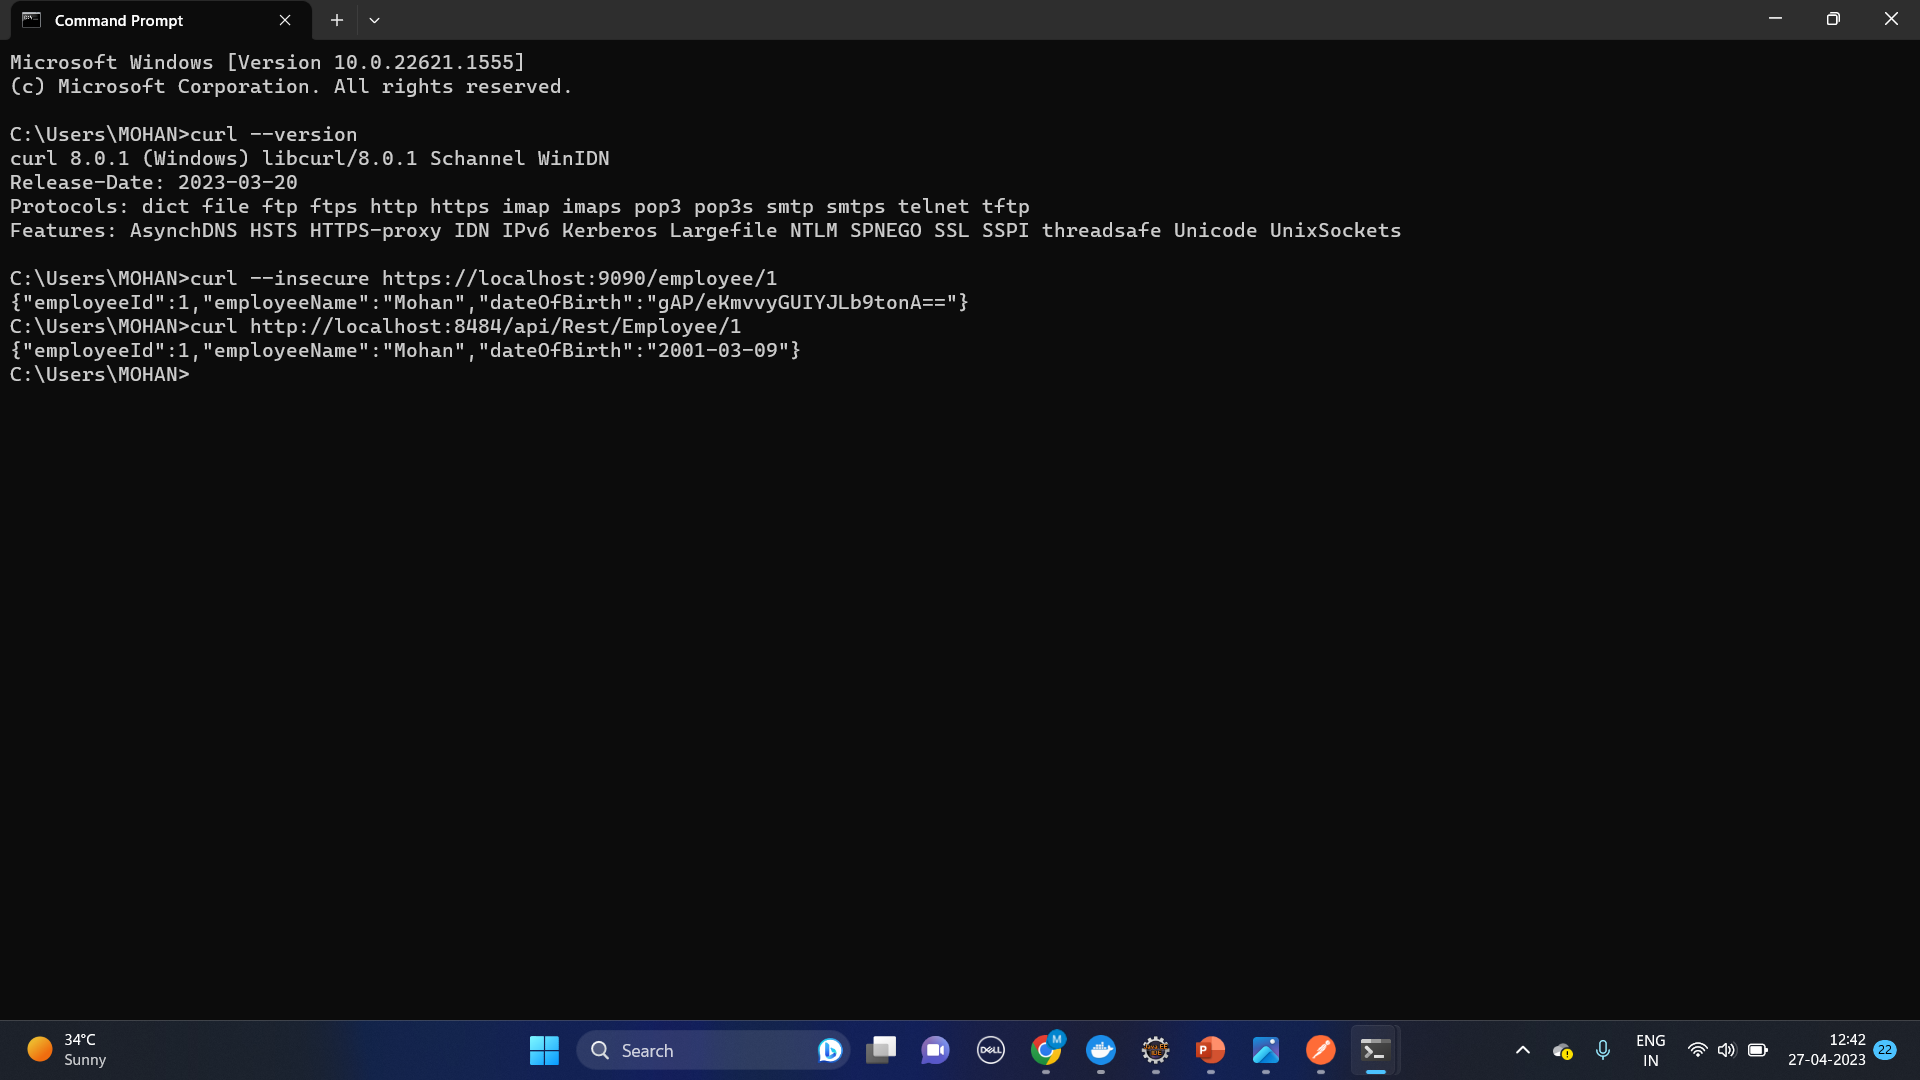 Command Prompt
Microsoft Windows [Version 10.0.22621.1555]
(c) Microsoft Corporation. All rights reserved.
C:\Users\MOHAN>curl --version
curl 8.0.1 (Windows) libcurl/8.0.1 Schannel WinIDN
Release-Date: 2023-03-20
Protocols: dict file ftp ftps http https imap imaps pop3 pop3s smtp smtps telnet tftp
Features: AsynchDNS HSTS HTTPS-proxy IDN IPv6 Kerberos Largefile NTLM SPNEGO SSL SSPI threadsafe Unicode UnixSockets
C:\Users\MOHAN>curl --insecure https://localhost:9090/employee/1
{"employeeId":1,"employeeName":"Mohan","dateOfBirth":"gAP/eKmvvyGUIYJLb9tonA=="}
C:\Users\MOHAN>curl http://localhost:8484/api/Rest/Employee/1
{"employeeId":1,"employeeName":"Mohan","dateOfBirth":"2001-03-09"}
C:\Users\MOHAN>
34°C
Sunny
Search
DELL
M
IDE
P
ENG
IN
12:42
27-04-2023
22